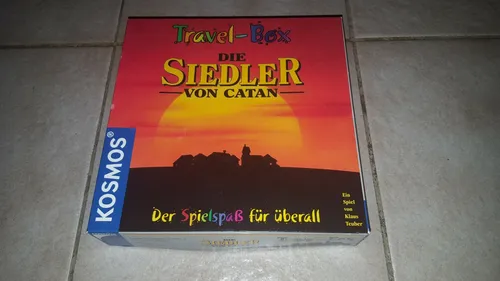 Travel-Box
DIE
SIEDLER
VON CATAN
KOSMOS®
Der Spielspaß für überall
Ein
Spiel
von
Klaus
Teuber